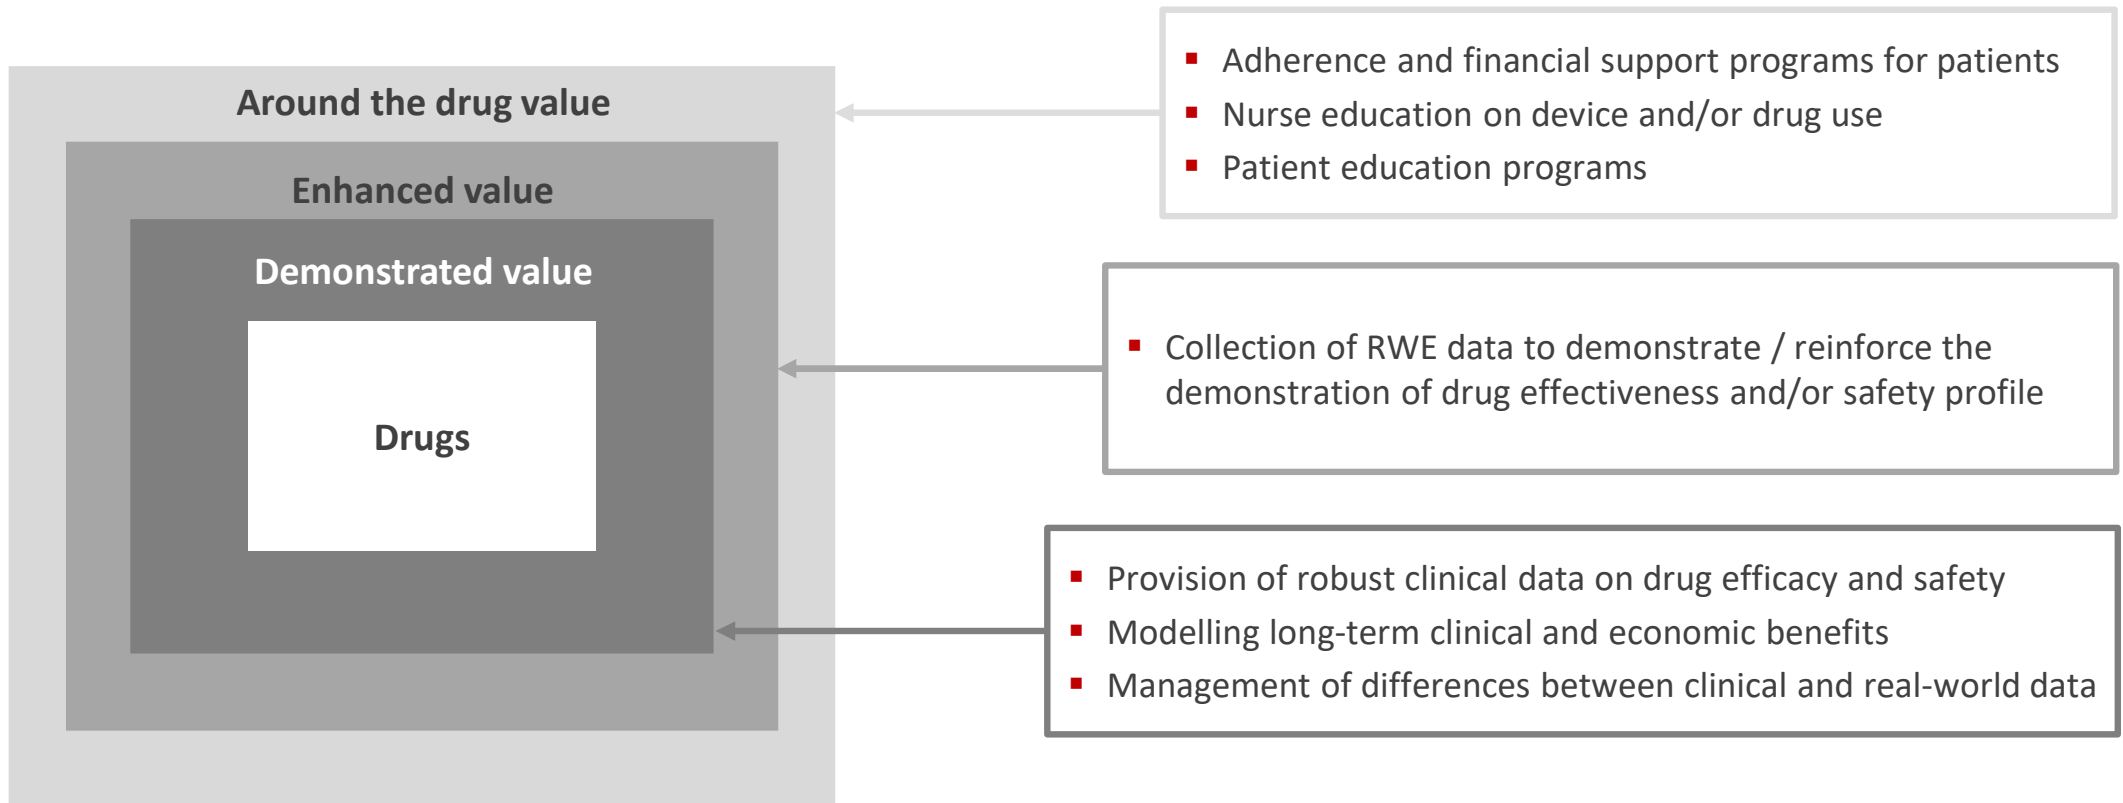 Around the drug value
Enhanced value
Demonstrated value
Drugs
▪ Adherence and financial support programs for patients
▪ Nurse education on device and/or drug use
▪ Patient education programs
▪ Collection of RWE data to demonstrate / reinforce the
demonstration of drug effectiveness and/or safety profile
▪ Provision of robust clinical data on drug efficacy and safety
▪ Modelling long-term clinical and economic benefits
▪ Management of differences between clinical and real-world data